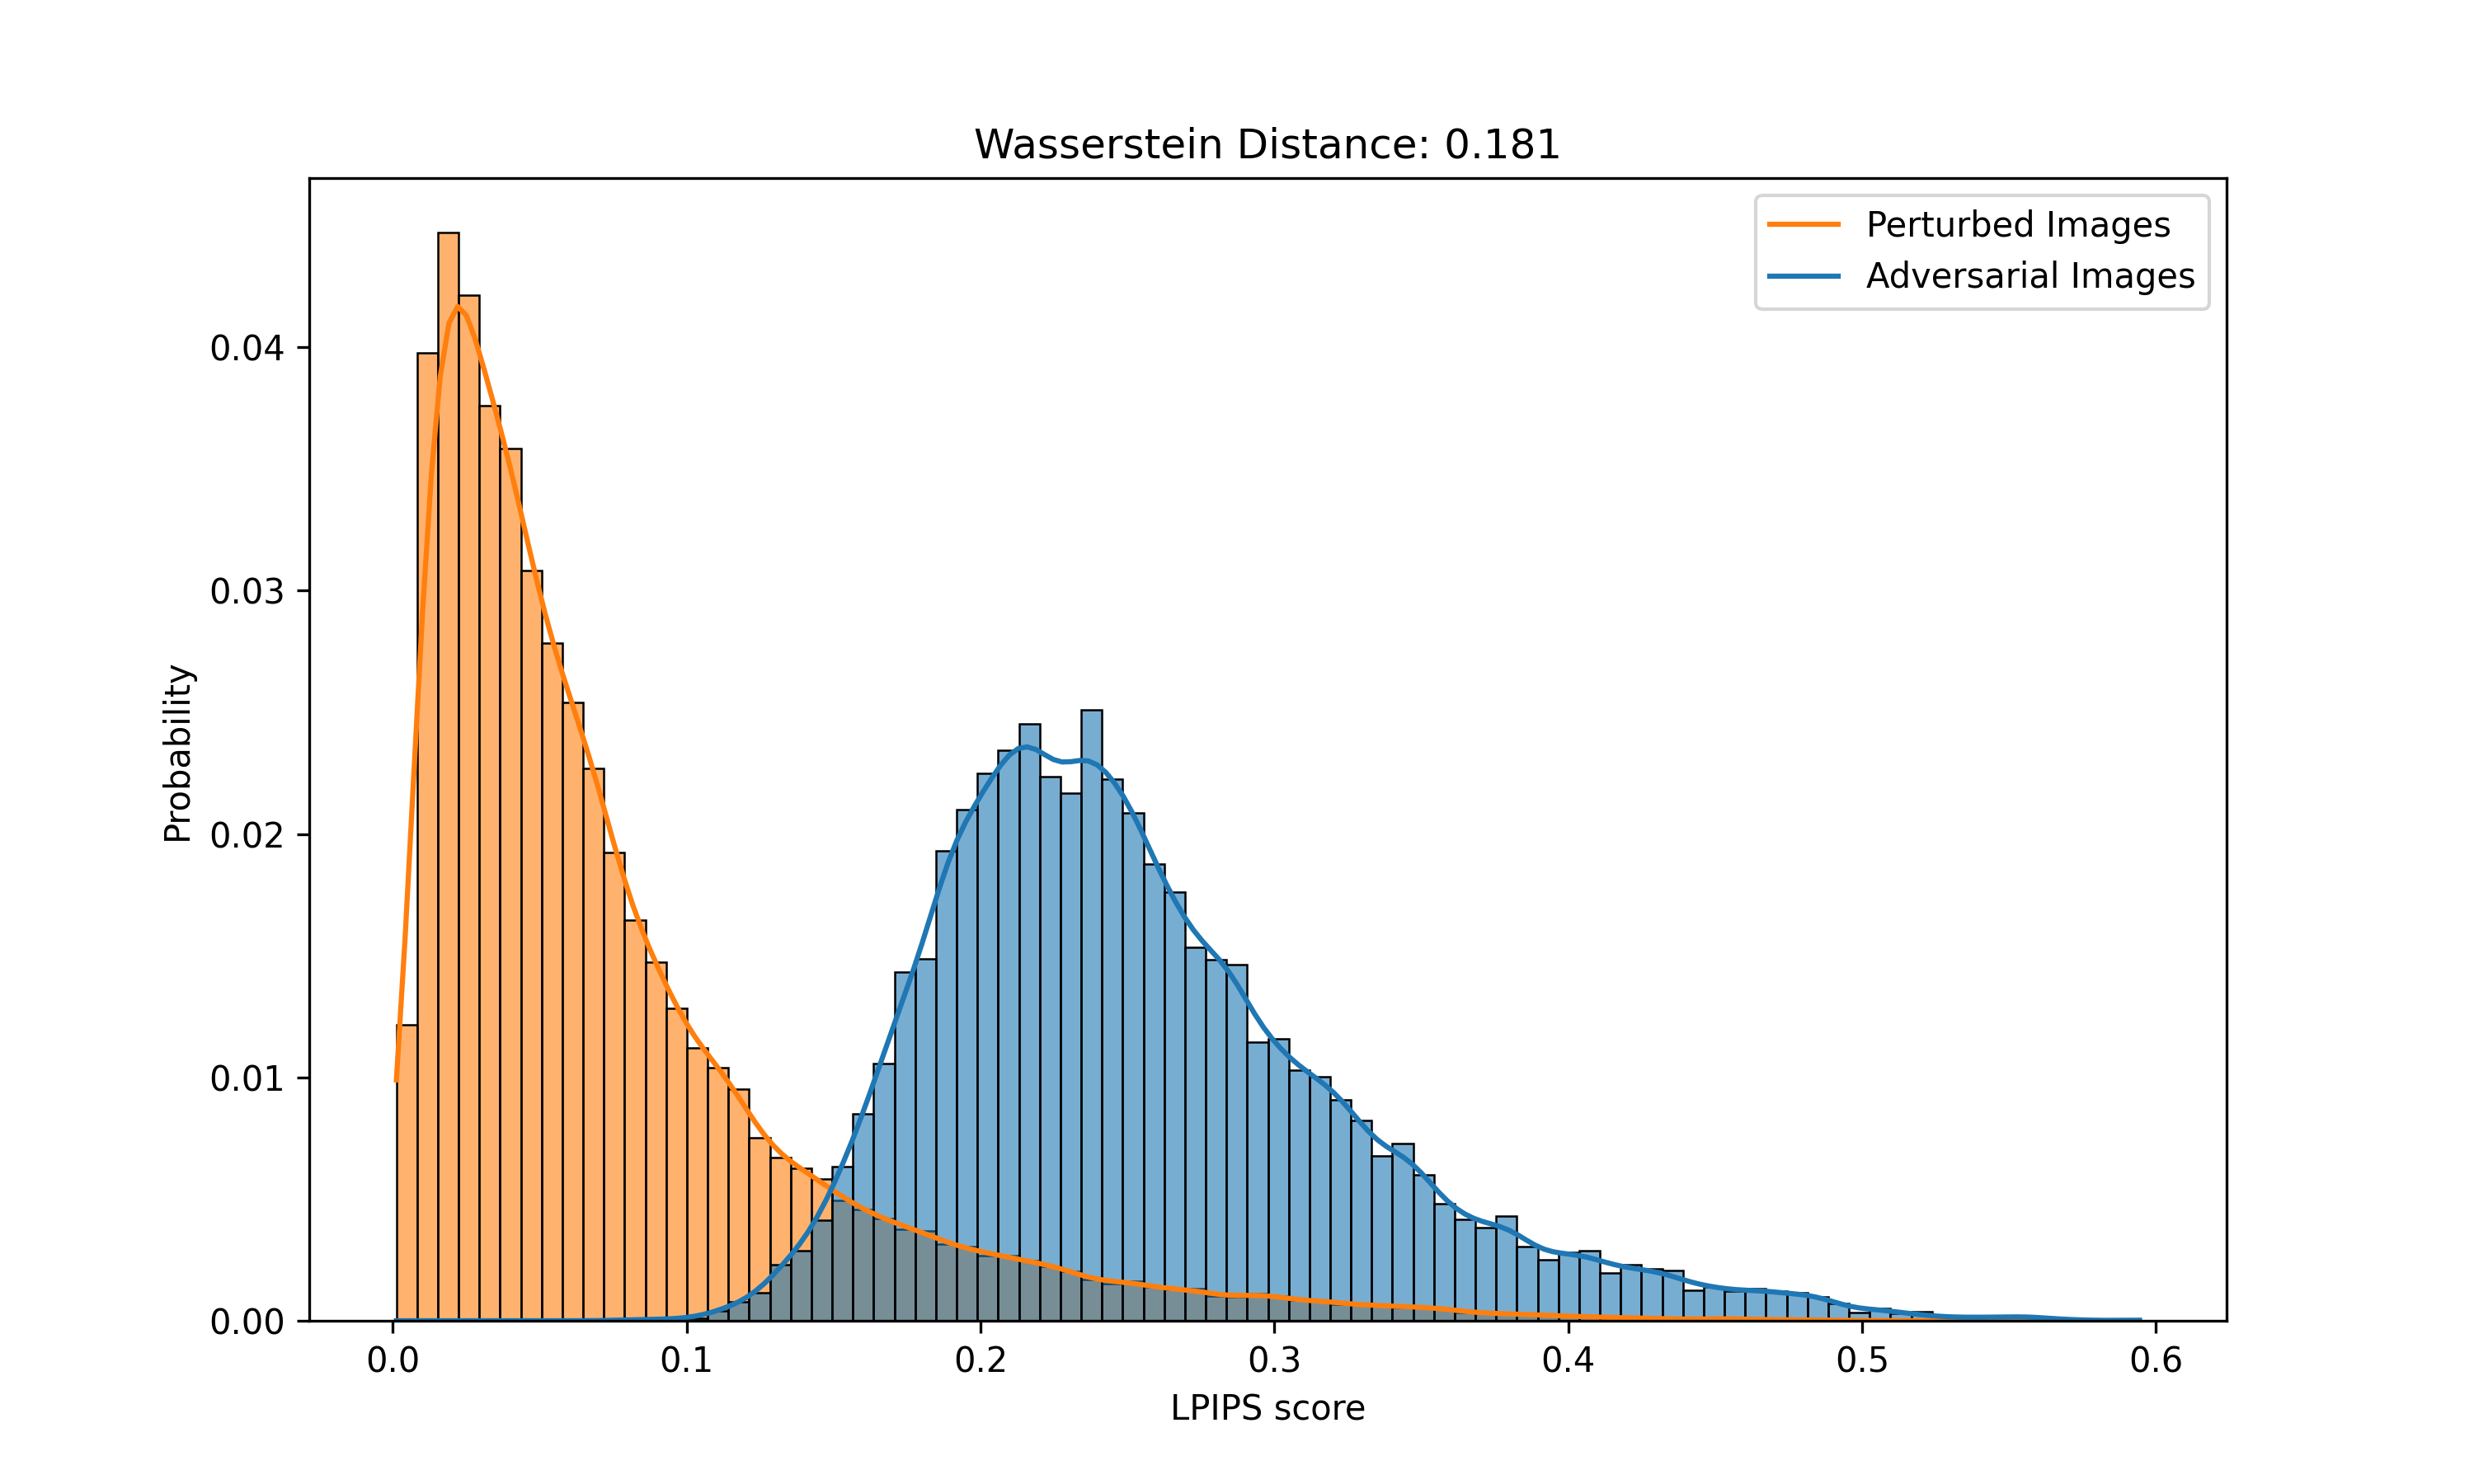 Wasserstein Distance: 0.181
Perturbed Images
Adversarial Images
0.04
0.03
0.02
0.01
0.00
Probability
0.0 0.1 0.2 0.3 0.4 0.5 0.6
LPIPS score